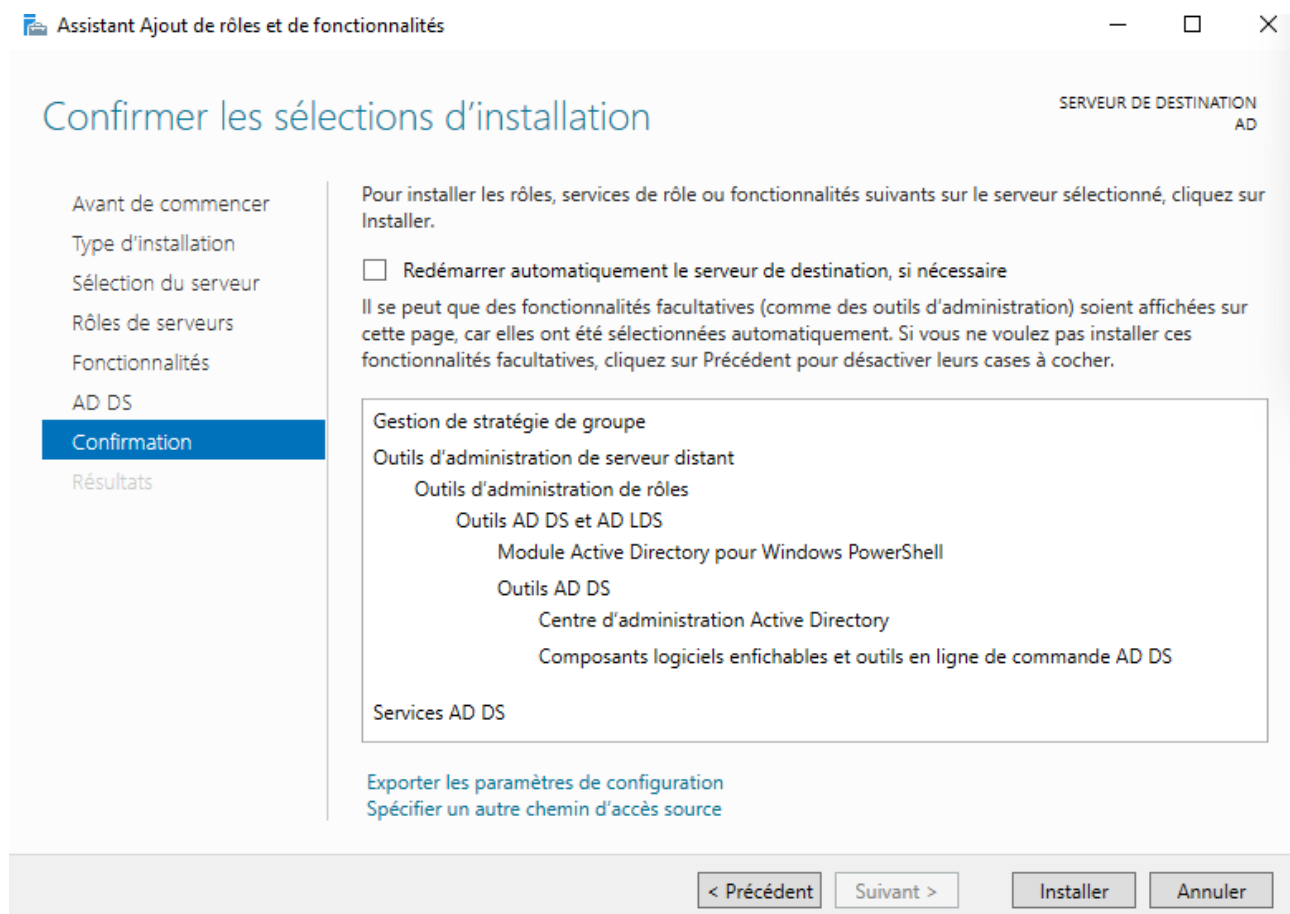 Assistant Ajout de rôles et de fonctionnalités
Confirmer les sélections d'installation
SERVEUR DE DESTINATION
AD
Avant de commencer
Type d'installation
Sélection du serveur
Rôles de serveurs
Fonctionnalités
AD DS
Confirmation
Résultats
Pour installer les rôles, services de rôle ou fonctionnalités suivants sur le serveur sélectionné, cliquez sur
Installer.
Redémarrer automatiquement le serveur de destination, si nécessaire
Il se peut que des fonctionnalités facultatives (comme des outils d'administration) soient affichées sur
cette page, car elles ont été sélectionnées automatiquement. Si vous ne voulez pas installer ces
fonctionnalités facultatives, cliquez sur Précédent pour désactiver leurs cases à cocher.
Gestion de stratégie de groupe
Outils d'administration de serveur distant
Outils d'administration de rôles
Outils AD DS et AD LDS
Module Active Directory pour Windows PowerShell
Outils AD DS
Centre d'administration Active Directory
Composants logiciels enfichables et outils en ligne de commande AD DS
Services AD DS
Exporter les paramètres de configuration
Spécifier un autre chemin d'accès source
< Précédent
Suivant >
Installer
Annuler